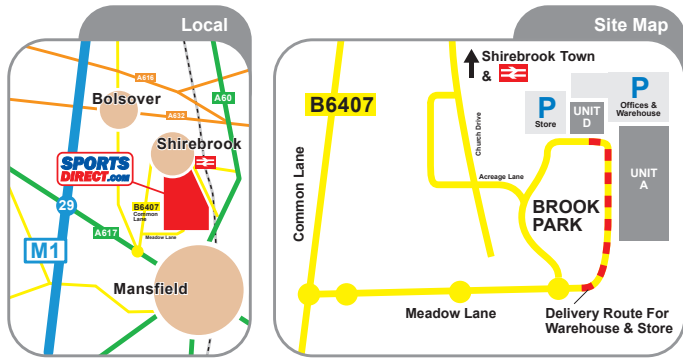 Local
A616
Bolsover
A632
A60
Shirebrook
SPORTS
DIRECT.COM
B6407
Common
Lane
29
A617
Meadow Lane
M1
Mansfield
Site Map
Shirebrook Town
&
B6407
P
Store
UNIT
D
P
Offices &
Warehouse
Church Drive
Acreage Lane
UNIT
A
Common Lane
BROOK
PARK
Meadow Lane
Delivery Route For
Warehouse & Store